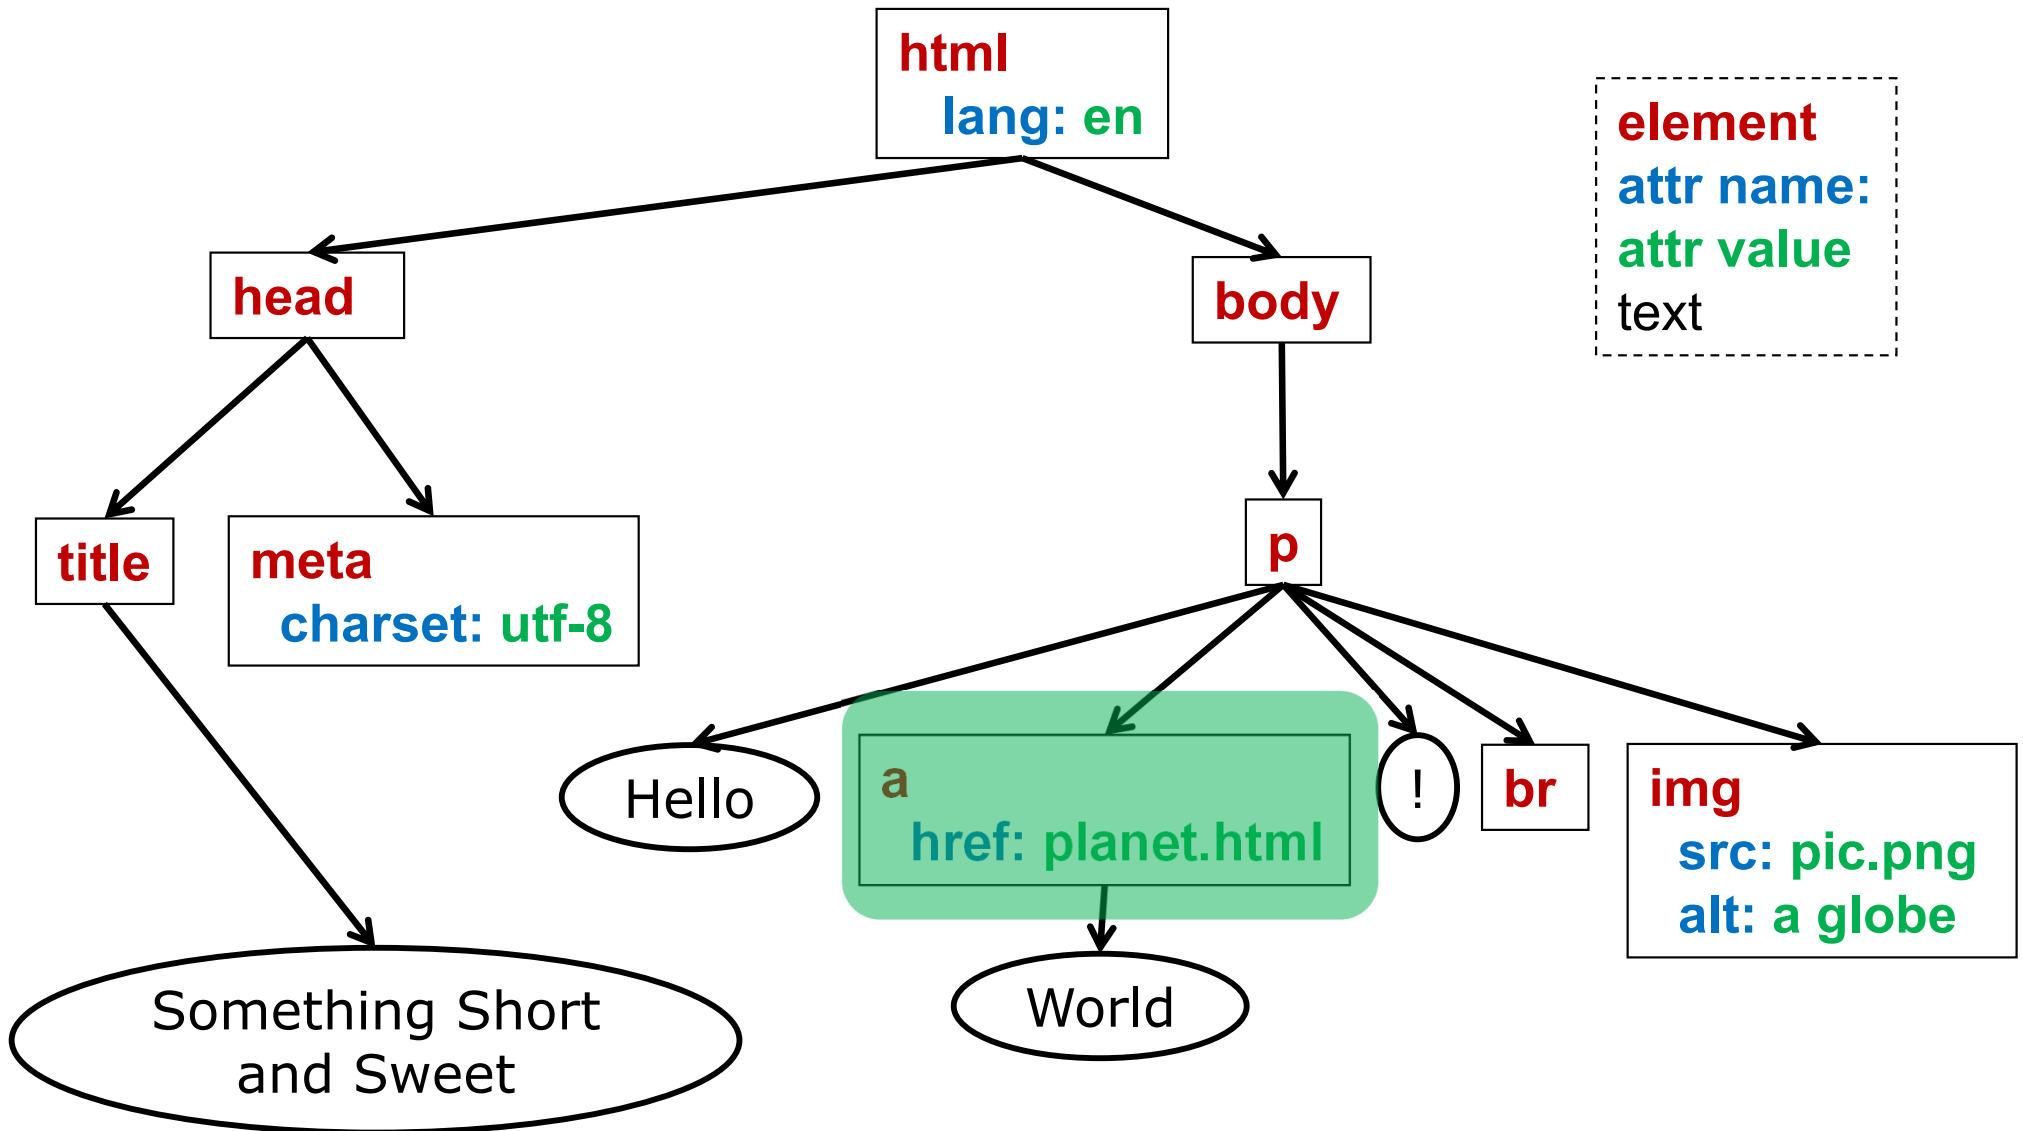 html
lang: en
element
attr name:
attr value
text
head
body
title
meta
charset: utf-8
p
Hello
a
href: planet.html
!
br
img
src: pic.png
alt: a globe
Something Short
and Sweet
World